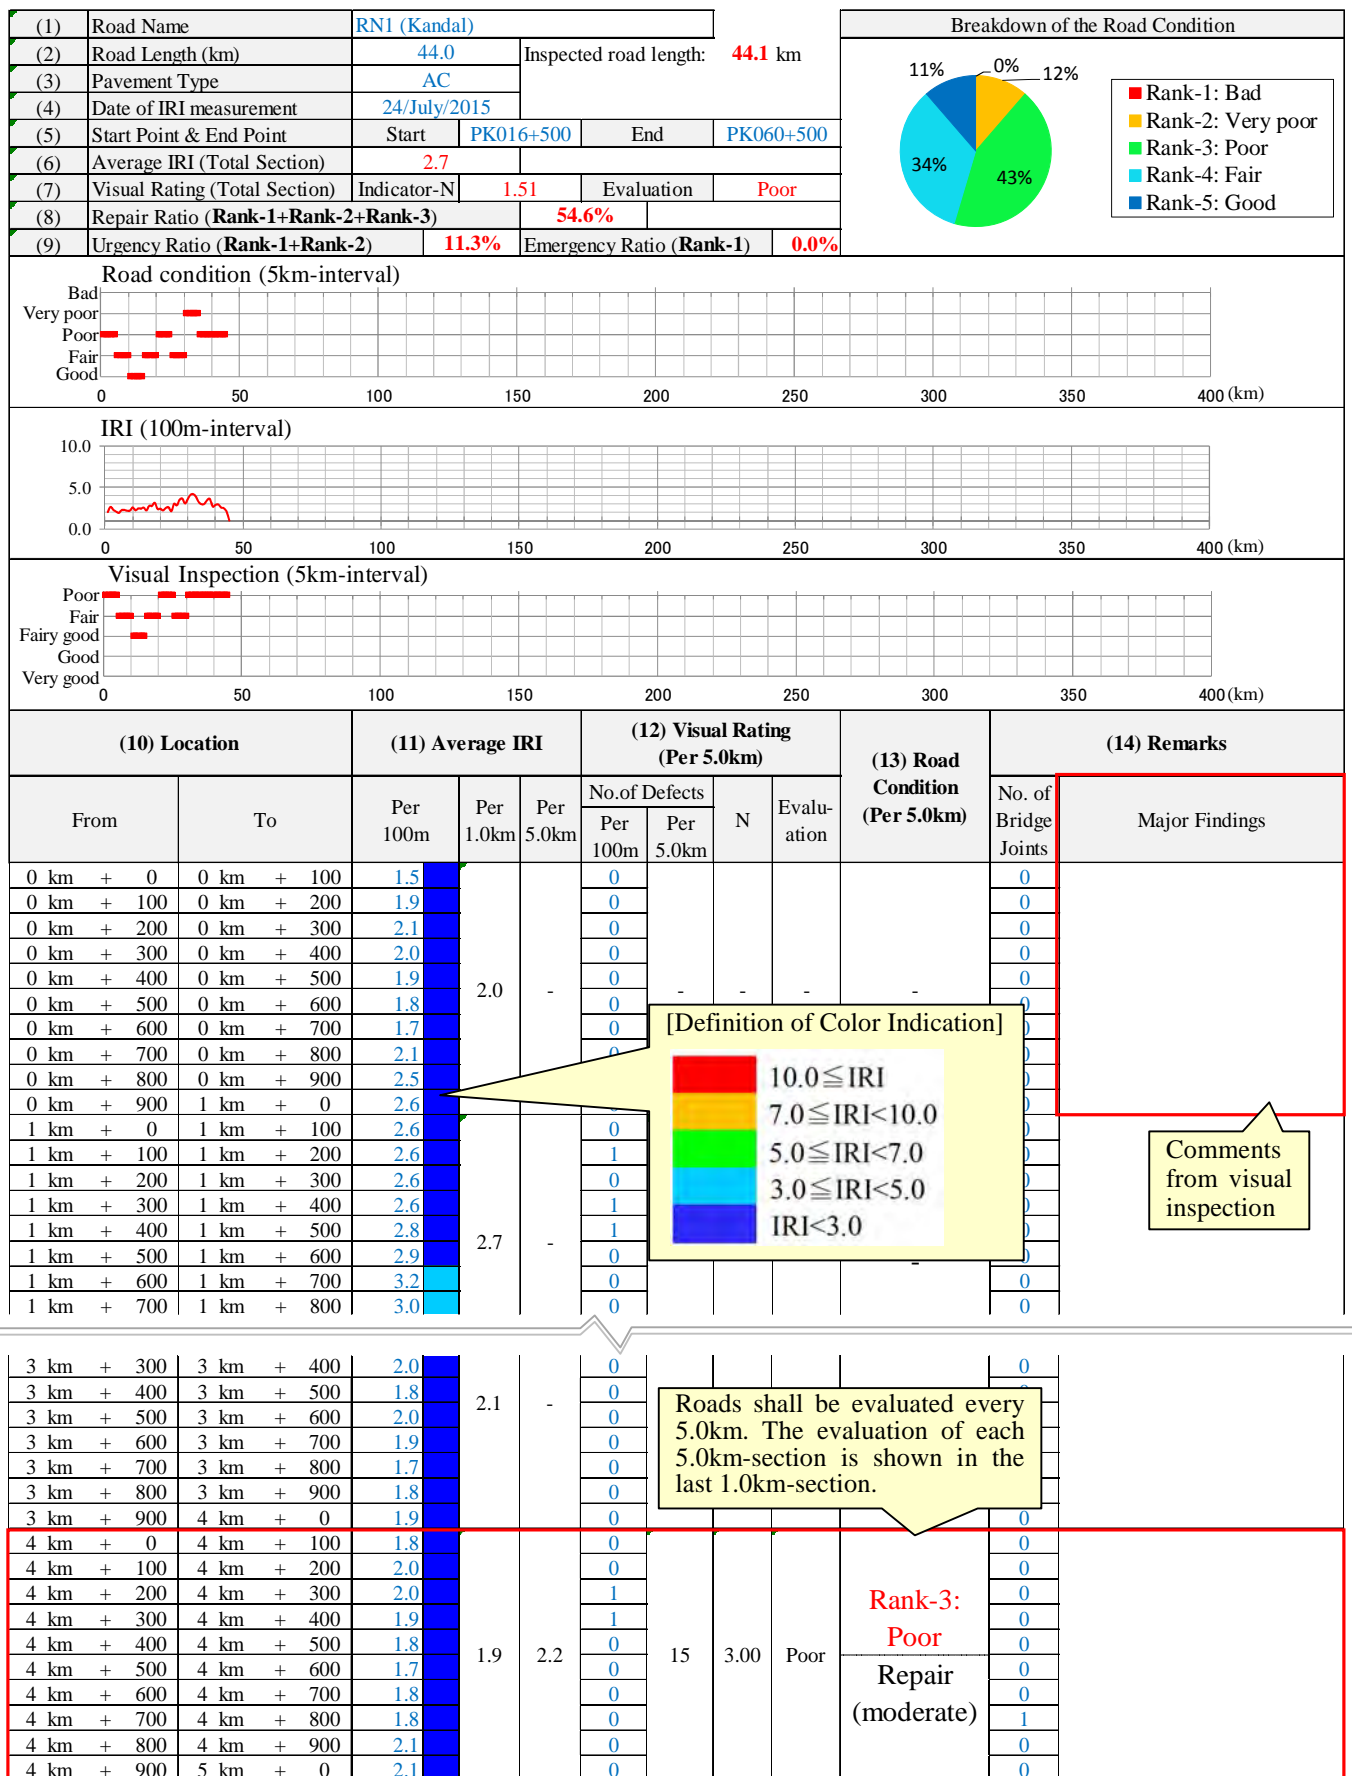 (1) Road Name RN1 (Kandal)
(2) Road Length (km) 44.0 Inspected road length: 44.1 km
(3) Pavement Type AC
(4) Date of IRI measurement 24/July/2015
(5) Start Point & End Point Start PK016+500 End PK060+500
(6) Average IRI (Total Section) 2.7
(7) Visual Rating (Total Section) Indicator-N 1.51 Evaluation Poor
(8) Repair Ratio (Rank-1+Rank-2+Rank-3) 54.6%
(9) Urgency Ratio (Rank-1+Rank-2) 11.3% Emergency Ratio (Rank-1) 0.0%
Breakdown of the Road Condition
11% 0% 12%
34% 43%
Rank-1: Bad
Rank-2: Very poor
Rank-3: Poor
Rank-4: Fair
Rank-5: Good
Road condition (5km-interval)
Bad
Very poor
Poor
Fair
Good
0 50 100 150 200 250 300 350 400 (km)
IRI (100m-interval)
10.0
5.0
0.0
0 50 100 150 200 250 300 350 400 (km)
Visual Inspection (5km-interval)
Poor
Fair
Fairy good
Good
Very good
0 50 100 150 200 250 300 350 400 (km)
(10) Location (11) Average IRI (12) Visual Rating (Per 5.0km) (13) Road Condition (Per 5.0km) (14) Remarks
From To Per 100m Per 1.0km Per 5.0km No.of Defects Per 100m Per 5.0km N Evalu-ation No. of Bridge Joints Major Findings
0 km + 0 0 km + 100 1.5 0 0
0 km + 100 0 km + 200 1.9 0 0
0 km + 200 0 km + 300 2.1 0 0
0 km + 300 0 km + 400 2.0 0 0
0 km + 400 0 km + 500 1.9 0 0
2.0 - - - - -
0 km + 500 0 km + 600 1.8 0 0
0 km + 600 0 km + 700 1.7 0
0 km + 700 0 km + 800 2.1
0 km + 800 0 km + 900 2.5
0 km + 900 1 km + 0 2.6
1 km + 0 1 km + 100 2.6 0
1 km + 100 1 km + 200 2.6 1
1 km + 200 1 km + 300 2.6 0
1 km + 300 1 km + 400 2.6 1
1 km + 400 1 km + 500 2.8 1
2.7 - -
1 km + 500 1 km + 600 2.9 0
1 km + 600 1 km + 700 3.2 0 0
1 km + 700 1 km + 800 3.0 0 0
[Definition of Color Indication]
10.0≦IRI
7.0≦IRI<10.0
5.0≦IRI<7.0
3.0≦IRI<5.0
IRI<3.0
Comments
from visual
inspection
3 km + 300 3 km + 400 2.0 0 0
3 km + 400 3 km + 500 1.8 0
2.1 -
3 km + 500 3 km + 600 2.0 0
3 km + 600 3 km + 700 1.9 0
3 km + 700 3 km + 800 1.7 0
3 km + 800 3 km + 900 1.8 0 0
3 km + 900 4 km + 0 1.9 0 0
Roads shall be evaluated every
5.0km. The evaluation of each
5.0km-section is shown in the
last 1.0km-section.
4 km + 0 4 km + 100 1.8 0 0
4 km + 100 4 km + 200 2.0 0 0
4 km + 200 4 km + 300 2.0 1 0
4 km + 300 4 km + 400 1.9 1 0
4 km + 400 4 km + 500 1.8 0 0
1.9 2.2 15 3.00 Poor
4 km + 500 4 km + 600 1.7 0 0
4 km + 600 4 km + 700 1.8 0 0
4 km + 700 4 km + 800 1.8 0 1
4 km + 800 4 km + 900 2.1 0 0
4 km + 900 5 km + 0 2.1 0 0
Rank-3:
Poor
Repair
(moderate)